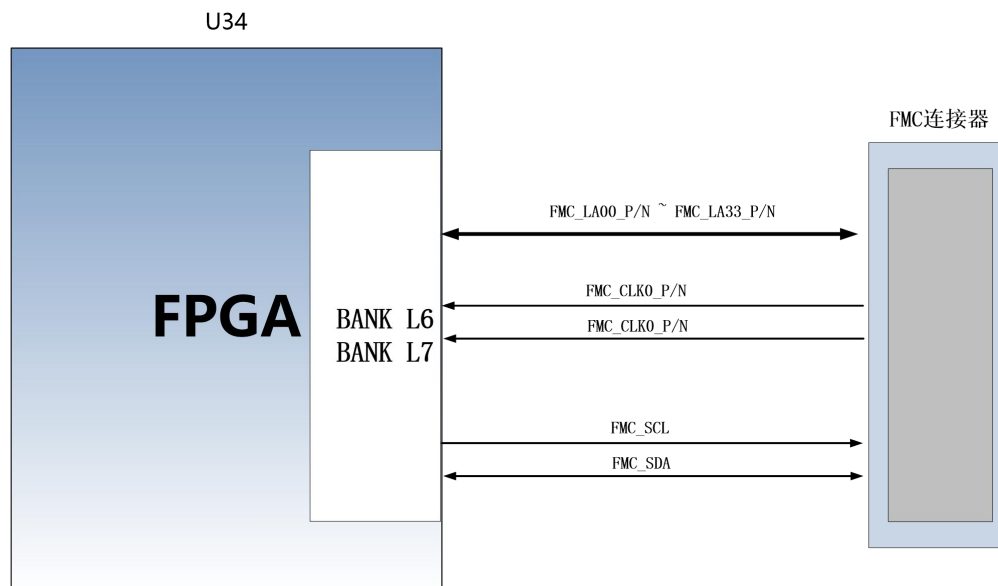 U34
FMC连接器
FMC_LA00_P/N ~ FMC_LA33_P/N
FMC_CLK0_P/N
FPGA
BANK L6
FMC_CLK0_P/N
BANK L7
FMC_SCL
FMC_SDA